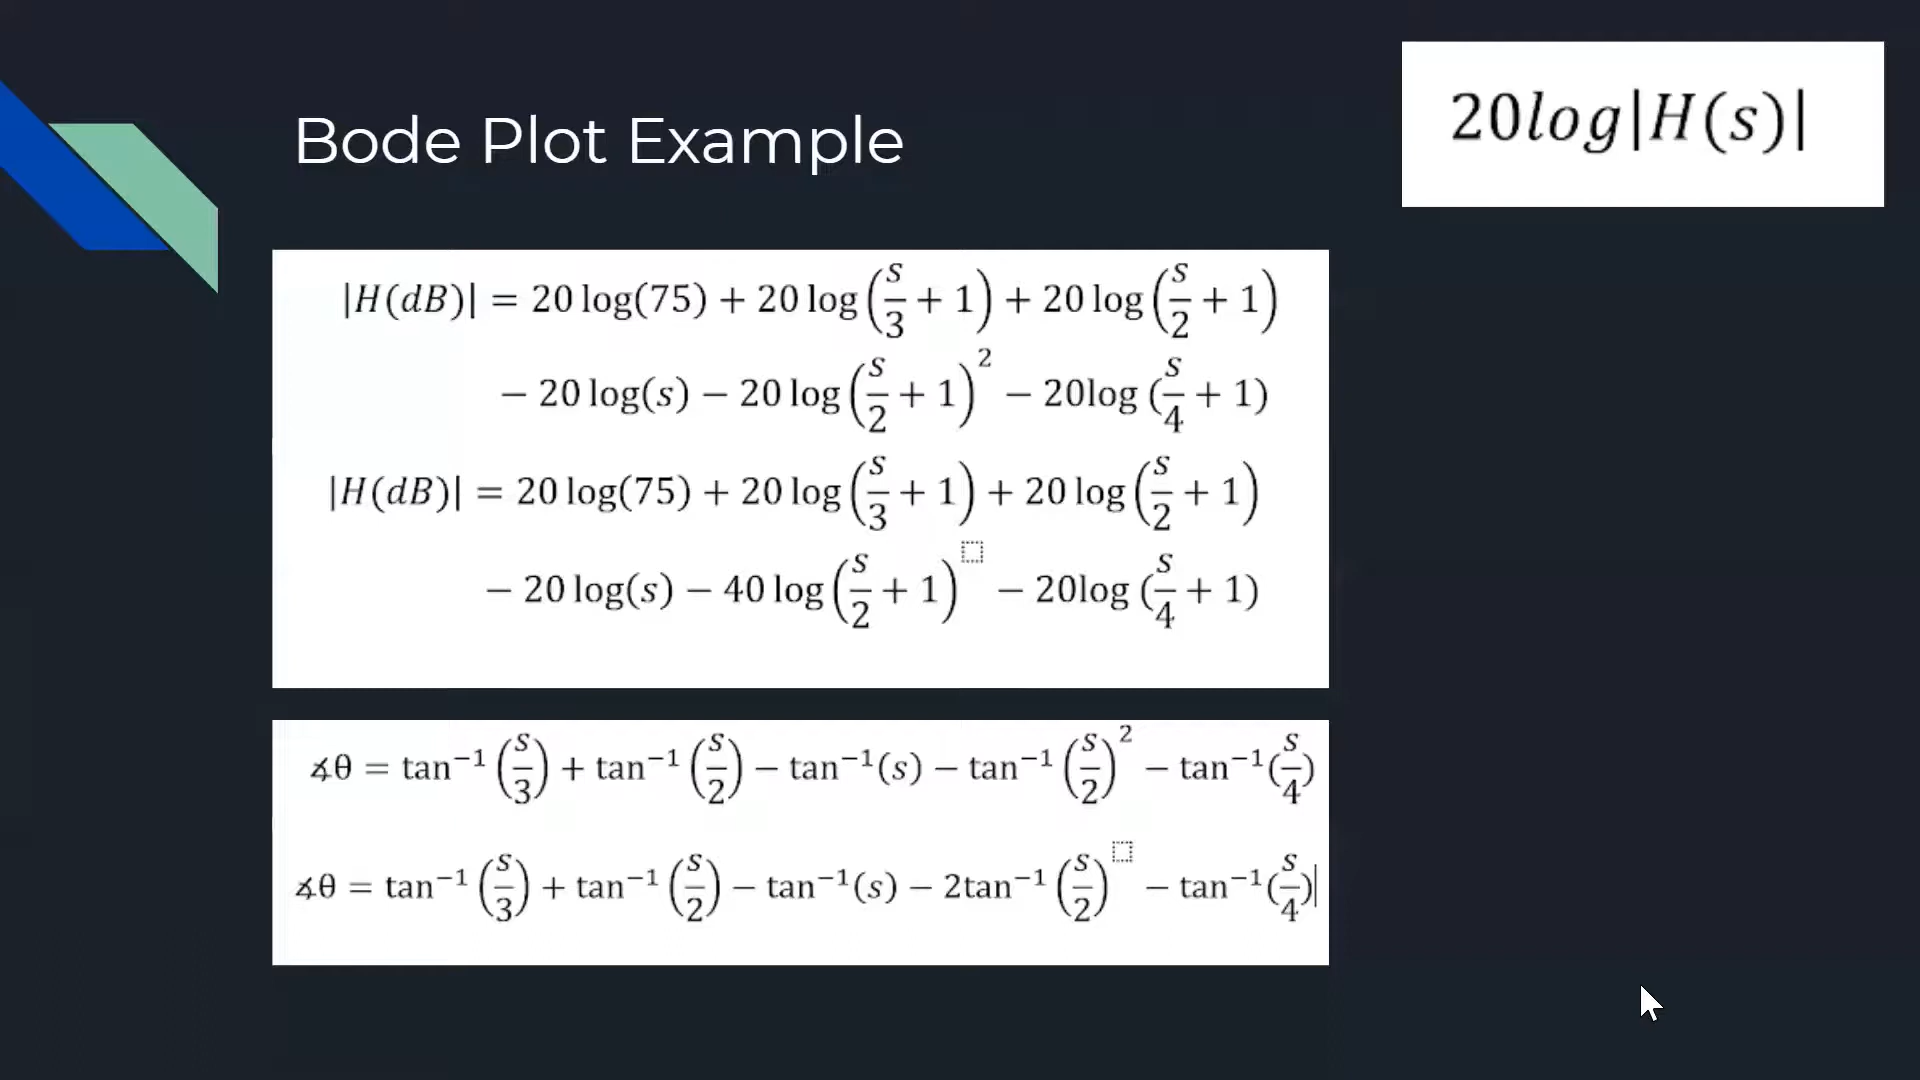 Bode Plot Example
20log|H(s)|
|H(dB)| = 20 log(75) + 20 log(s/3 + 1) + 20 log(s/2 + 1)
− 20 log(s) − 20 log(s/2 + 1)² − 20log (s/4 + 1)
|H(dB)| = 20 log(75) + 20 log(s/3 + 1) + 20 log(s/2 + 1)
− 20 log(s) − 40 log(s/2 + 1)⬚ − 20log (s/4 + 1)
∡θ = tan⁻¹(s/3) + tan⁻¹(s/2) − tan⁻¹(s) − tan⁻¹(s/2)² − tan⁻¹(s/4)
∡θ = tan⁻¹(s/3) + tan⁻¹(s/2) − tan⁻¹(s) − 2tan⁻¹(s/2)⬚ − tan⁻¹(s/4)